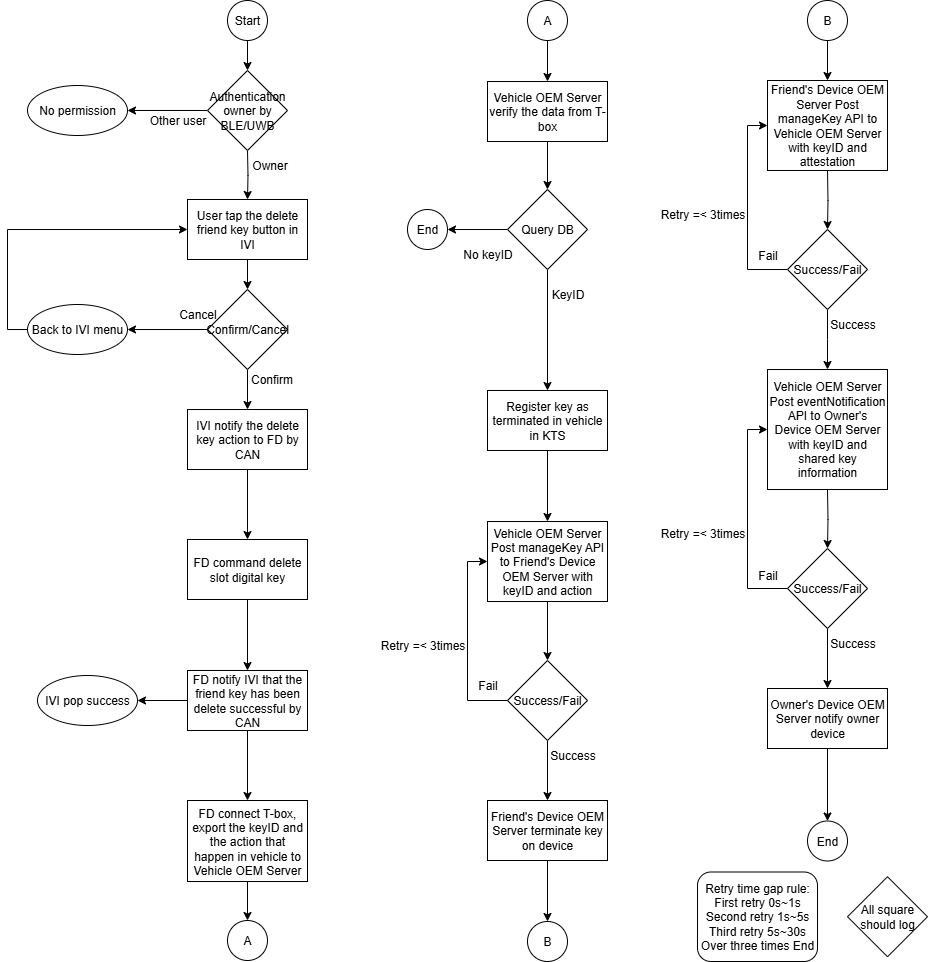 Start
Authentication
owner by
BLE/UWB
No permission
Other user
Owner
User tap the delete
friend key button in
IVI
Cancel
Confirm/Cancel
Back to IVI menu
Confirm
IVI notify the delete
key action to FD by
CAN
FD command delete
slot digital key
FD notify IVI that the
friend key has been
delete successful by
CAN
IVI pop success
FD connect T-box,
export the keyID and
the action that
happen in vehicle to
Vehicle OEM Server
A
A
Vehicle OEM Server
verify the data from T-
box
Query DB
End
No keyID
KeyID
Register key as
terminated in vehicle
in KTS
Vehicle OEM Server
Post manageKey API
to Friend's Device
OEM Server with
keyID and action
Retry =< 3times
Fail
Success/Fail
Success
Friend's Device OEM
Server terminate key
on device
B
B
Friend's Device OEM
Server Post
manageKey API to
Vehicle OEM Server
with keyID and
attestation
Retry =< 3times
Fail
Success/Fail
Success
Vehicle OEM Server
Post eventNotification
API to Owner's
Device OEM Server
with keyID and
shared key
information
Retry =< 3times
Fail
Success/Fail
Success
Owner's Device OEM
Server notify owner
device
End
Retry time gap rule:
First retry 0s~1s
Second retry 1s~5s
Third retry 5s~30s
Over three times End
All square
should log